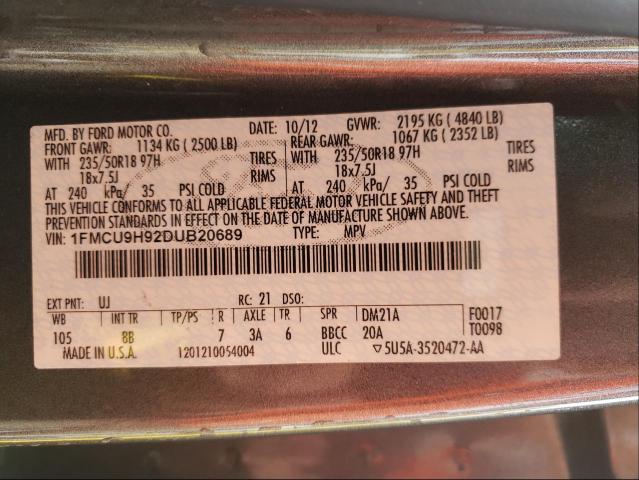 MFD. BY FORD MOTOR CO. DATE: 10/12 GVWR: 2195 KG ( 4840 LB)
FRONT GAWR: 1134 KG ( 2500 LB) REAR GAWR: 1067 KG ( 2352 LB)
WITH 235/50R18 97H TIRES WITH 235/50R18 97H TIRES
18x7.5J RIMS 18x7.5J RIMS
AT 240 kPa/ 35 PSI COLD AT 240 kPa/ 35 PSI COLD
THIS VEHICLE CONFORMS TO ALL APPLICABLE FEDERAL MOTOR VEHICLE SAFETY AND THEFT
PREVENTION STANDARDS IN EFFECT ON THE DATE OF MANUFACTURE SHOWN ABOVE.
VIN: 1FMCU9H92DUB20689 TYPE: MPV
EXT PNT: UJ RC: 21 DSO:
WB INT TR TP/PS R AXLE TR SPR DM21A F0017
105 8B 7 3A 6 BBCC 20A T0098
MADE IN U.S.A. 1201210054004 ULC ▽5U5A-3520472-AA